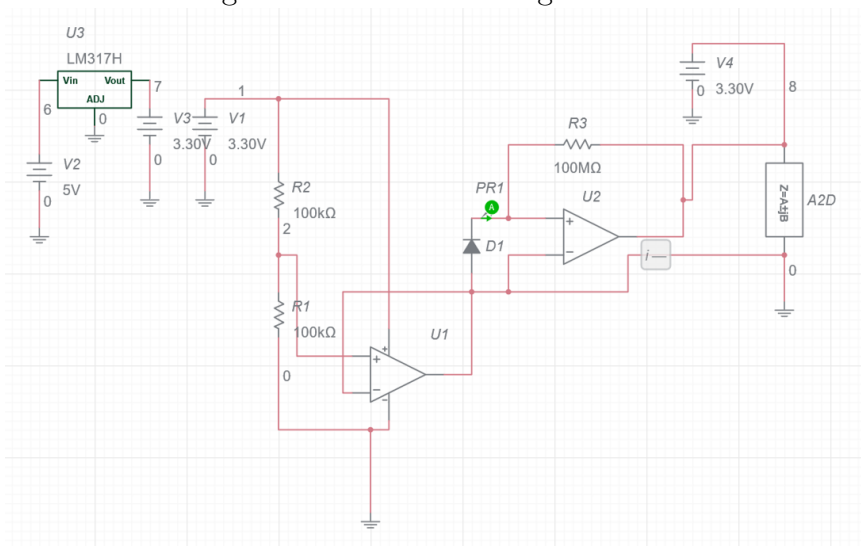 U3
LM317H
Vin Vout
ADJ
6
7
0
V2
5V
0
V3
3.30V
0
1
V1
3.30V
0
R2
100kΩ
2
R1
100kΩ
0
+
−
+
−
U1
PR1
A
D1
R3
100MΩ
U2
+
−
i —
V4
0 3.30V
8
Z=A±jB
A2D
0